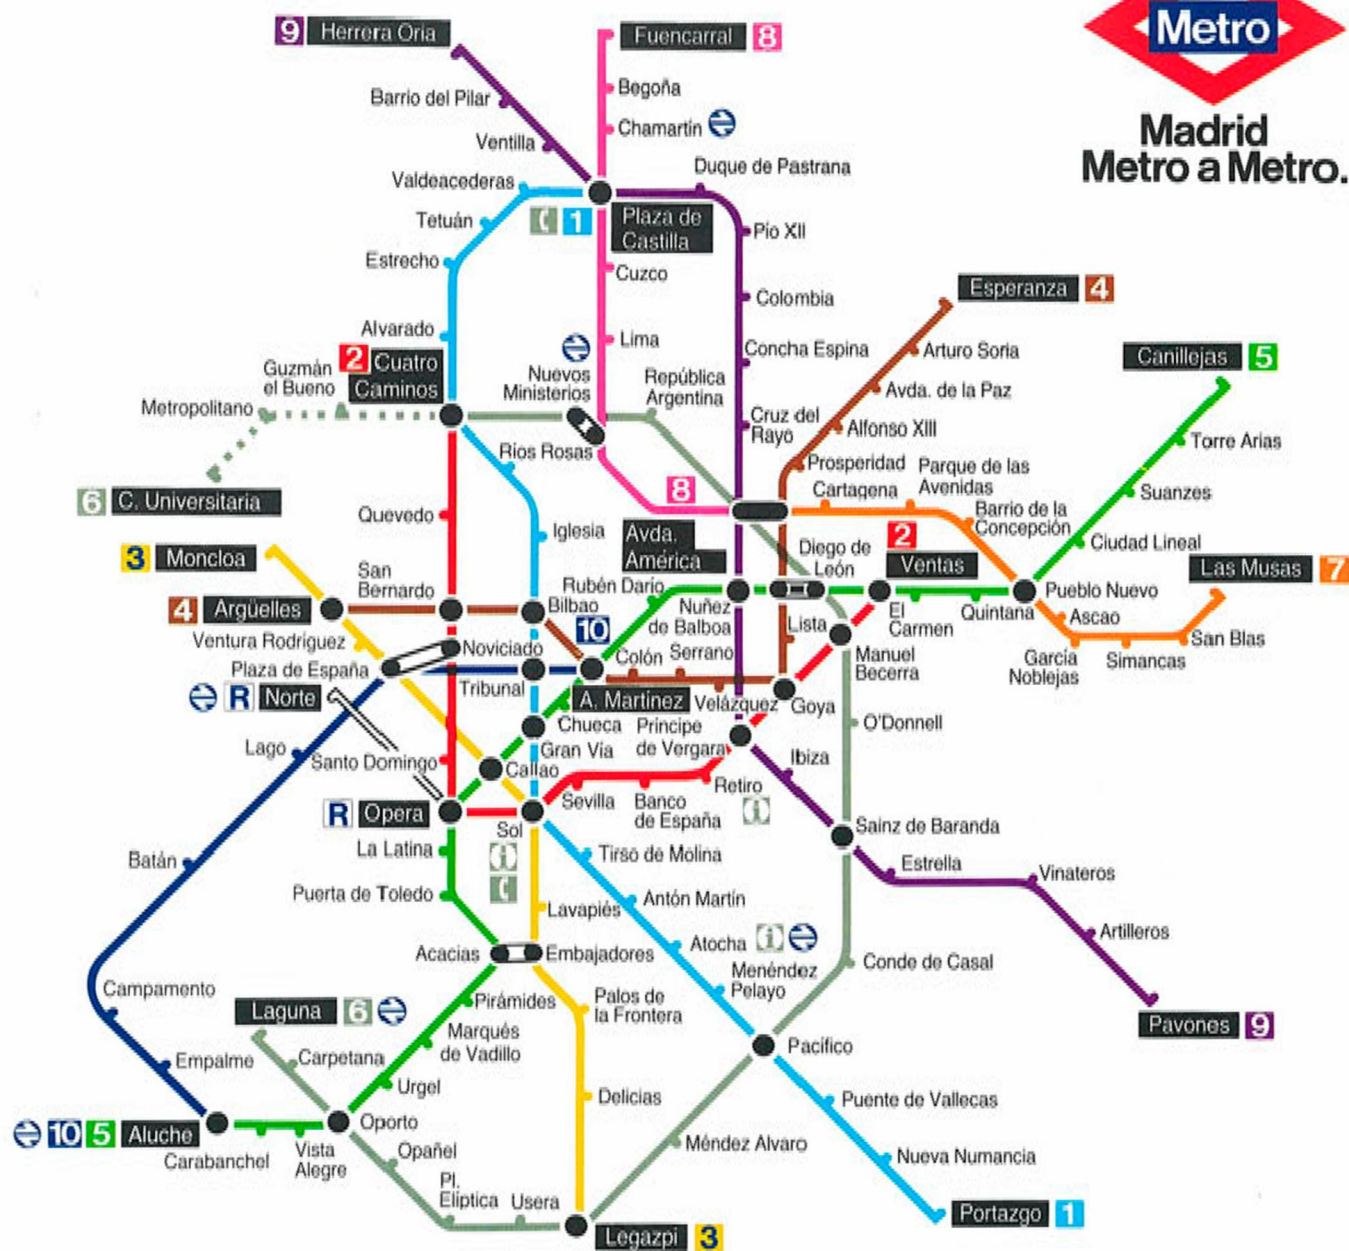 Metro
Madrid
Metro a Metro.
9 Herrera Oria
Fuencarral 8
Barrio del Pilar
Begoña
Chamartín
Ventilla
Duque de Pastrana
Valdeacederas
1
Plaza de
Castilla
Tetuán
Pío XII
Estrecho
Cuzco
Esperanza 4
Colombia
Alvarado
Lima
Concha Espina
Arturo Soria
Canillejas 5
2 Cuatro
Caminos
Guzmán
el Bueno
Nuevos
Ministerios
República
Argentina
Avda. de la Paz
Metropolitano
Cruz del
Rayo
Alfonso XIII
Torre Arias
Ríos Rosas
Prosperidad
Parque de las
Avenidas
6 C. Universitaria
8
Cartagena
Suanzes
Quevedo
Iglesia
Avda.
América
Barrio de la
Concepción
2
Ventas
Ciudad Lineal
3 Moncloa
Diego de
León
Las Musas 7
San
Bernardo
Rubén Darío
Pueblo Nuevo
4 Argüelles
Bilbao
Nuñez
de Balboa
El
Carmen
Quintana
Ascao
Ventura Rodriguez
10
Lista
San Blas
Noviciado
Colón
Serrano
Manuel
Becerra
García
Noblejas
Simancas
Plaza de España
Tribunal
R Norte
A. Martinez
Velázquez
Goya
Chueca
Principe
de Vergara
O'Donnell
Lago
Gran Vía
Ibiza
Santo Domingo
Callao
Retiro
R Opera
Sevilla
Banco
de España
i
Sol
Sainz de Baranda
La Latina
i
Tirso de Molina
Batán
Estrella
Vinateros
Puerta de Toledo
Antón Martín
Lavapiés
Artilleros
Atocha i
Acacias
Embajadores
Conde de Casal
Menéndez
Pelayo
Campamento
Pirámides
Palos de
la Frontera
Laguna 6
Pavones 9
Marqués
de Vadillo
Pacífico
Empalme
Carpetana
Urgel
Delicias
Puente de Vallecas
10 5 Aluche
Oporto
Carabanchel
Vista
Alegre
Opañel
Méndez Alvaro
Nueva Numancia
Pl.
Elíptica
Usera
Portazgo 1
Legazpi 3